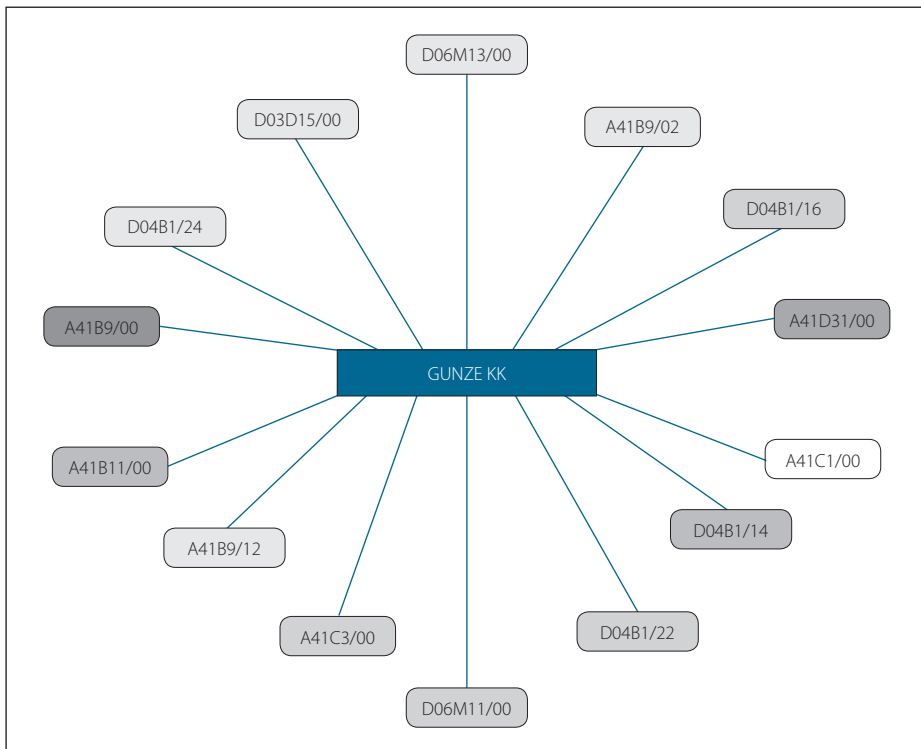 D06M13/00
D03D15/00
A41B9/02
D04B1/16
D04B1/24
A41B9/00
A41D31/00
GUNZE KK
A41B11/00
A41C1/00
D04B1/14
A41B9/12
A41C3/00
D04B1/22
D06M11/00